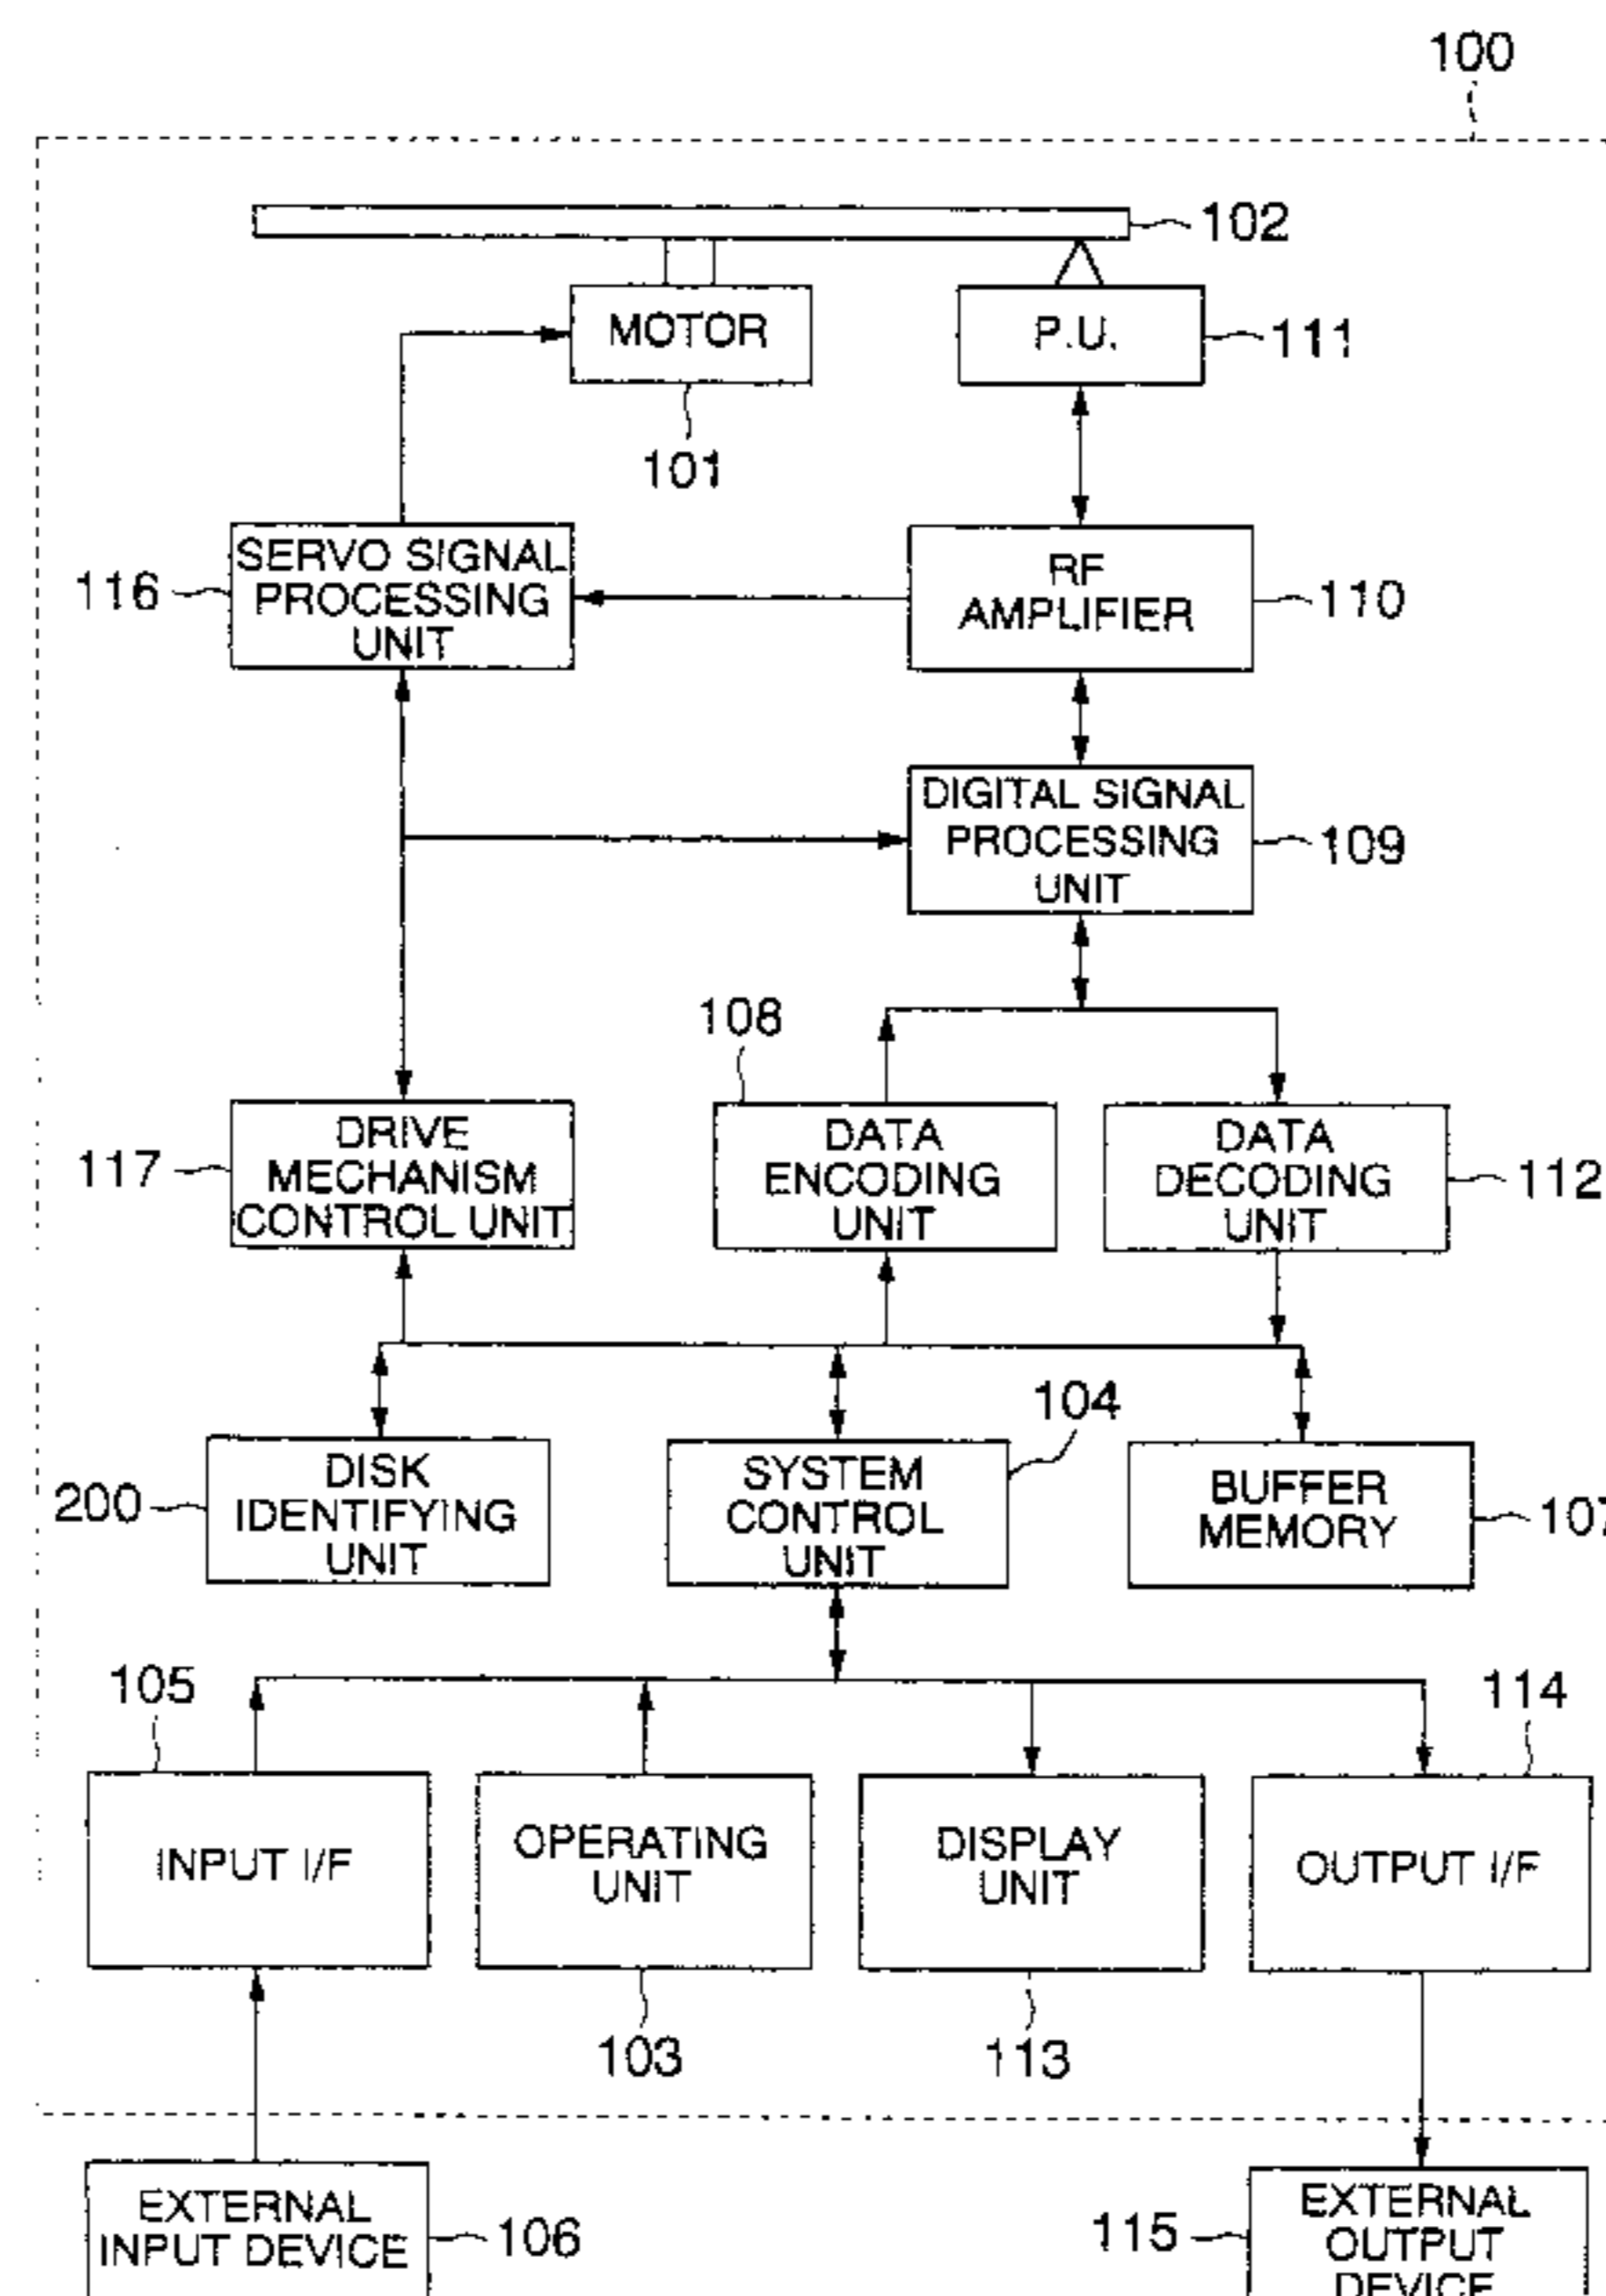 100
102
MOTOR
P.U.
111
101
SERVO SIGNAL
PROCESSING
UNIT
116
RF
AMPLIFIER
110
DIGITAL SIGNAL
PROCESSING
UNIT
109
108
DRIVE
MECHANISM
CONTROL UNIT
117
DATA
ENCODING
UNIT
DATA
DECODING
UNIT
112
104
DISK
IDENTIFYING
UNIT
200
SYSTEM
CONTROL
UNIT
BUFFER
MEMORY
107
105
114
INPUT I/F
OPERATING
UNIT
DISPLAY
UNIT
OUTPUT I/F
103
113
EXTERNAL
INPUT DEVICE
106
115
EXTERNAL
OUTPUT
DEVICE